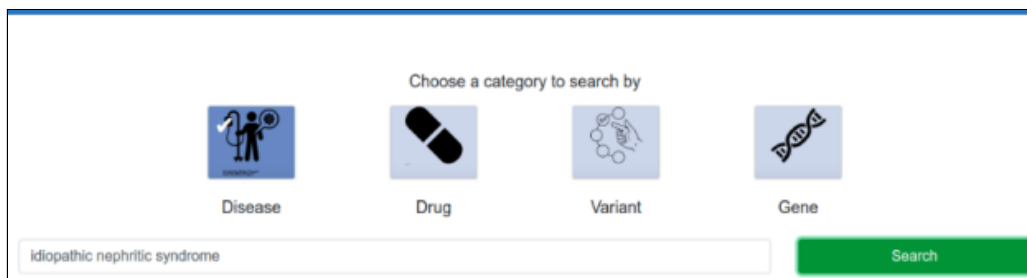 Choose a category to search by
Disease Drug Variant Gene
idiopathic nephritic syndrome Search